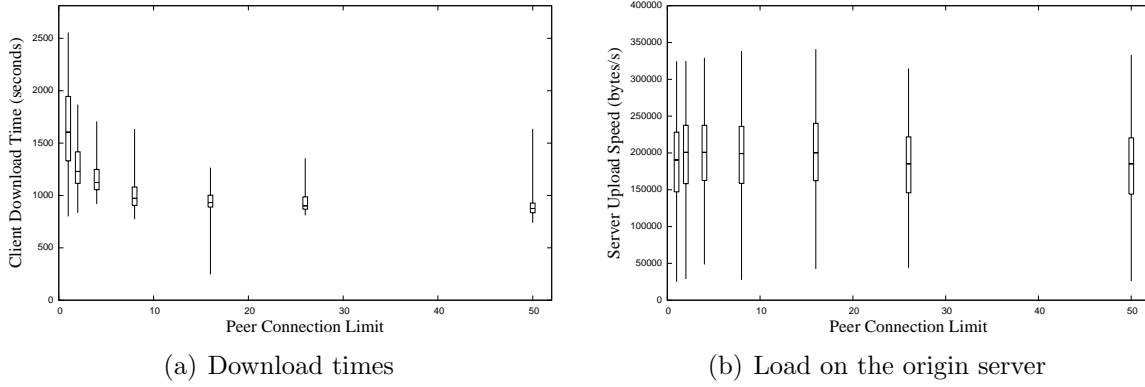 Client Download Time (seconds)
2500
2000
1500
1000
500
0
0 10 20 30 40 50
Peer Connection Limit
(a) Download times
Server Upload Speed (bytes/s)
400000
350000
300000
250000
200000
150000
100000
50000
0
0 10 20 30 40 50
Peer Connection Limit
(b) Load on the origin server